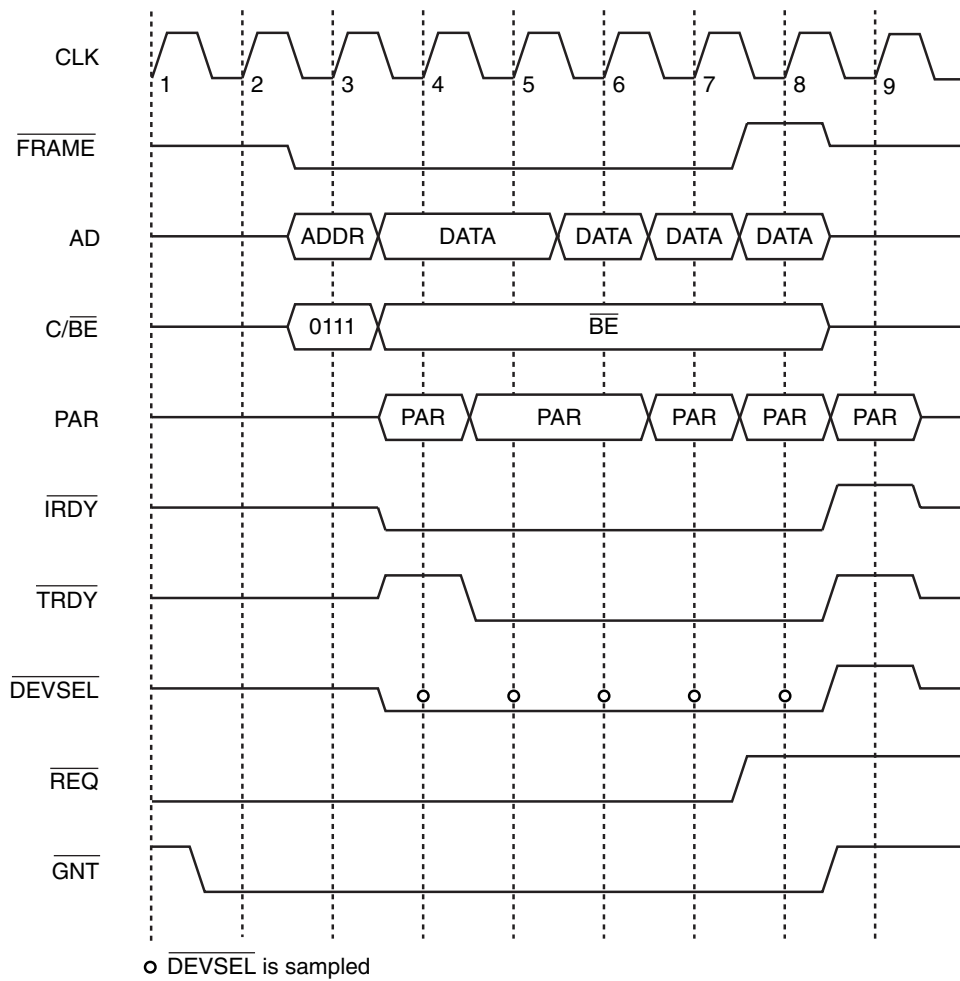 CLK
1 2 3 4 5 6 7 8 9
FRAME
AD
ADDR DATA DATA DATA DATA
C/BE
0111 BE
PAR
PAR PAR PAR PAR PAR
IRDY
TRDY
DEVSEL
REQ
GNT
DEVSEL is sampled